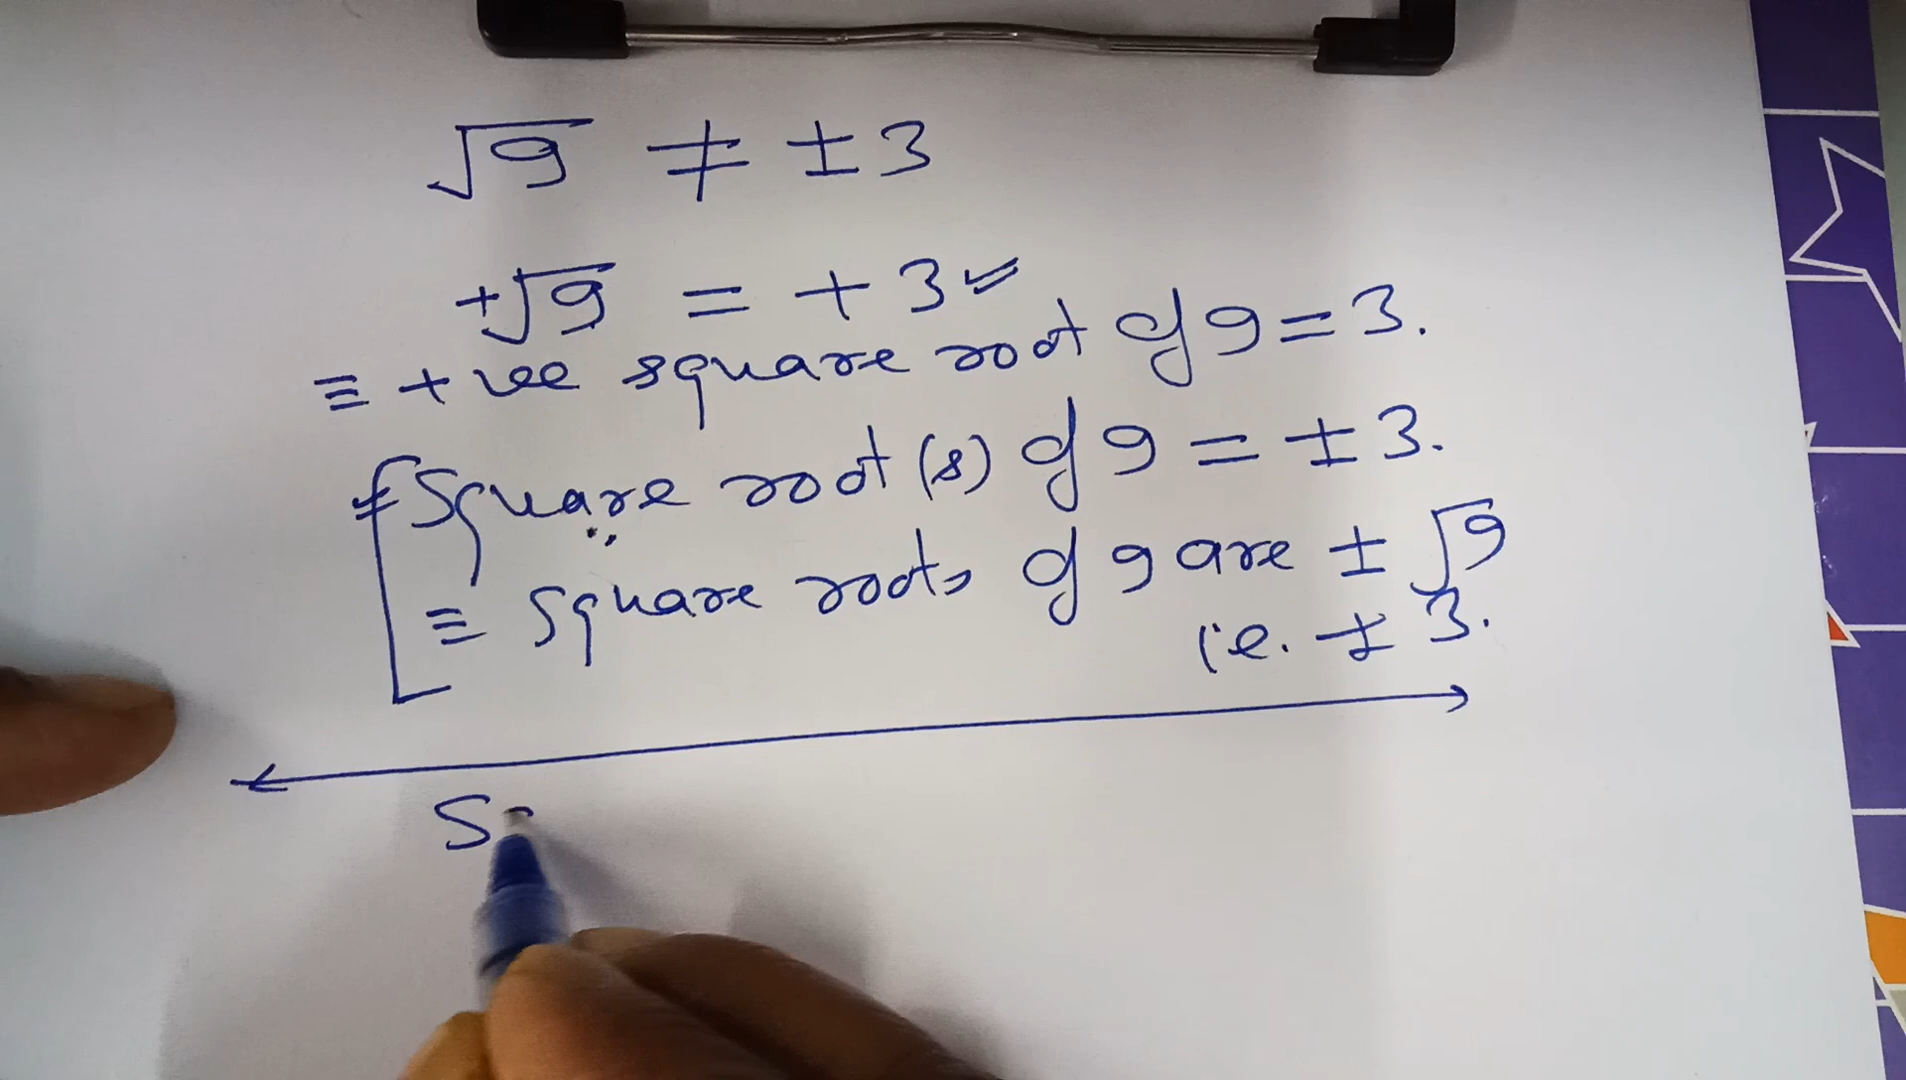 √9 ≠ ±3
+√9 = +3 ✓
≡ +ve square root of 9 = 3.
≠ Square root(s) of 9 = ±3.
≡ Square roots of 9 are ± √9
i.e. ± 3.
S